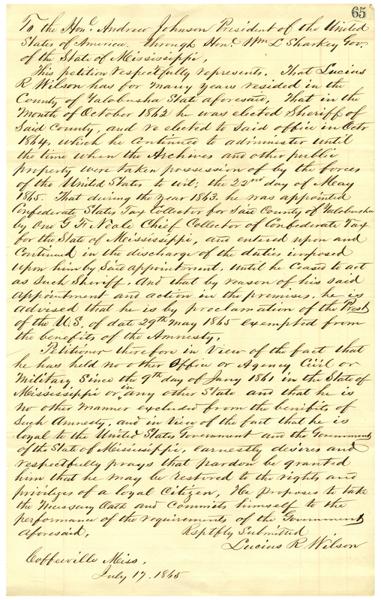 65
To the Honl. Andrew Johnson President of the United
States of America, through Honl. Wm L Sharkey Gov.
of the State of Mississippi,
This petition respectfully represents. That Lucius
R Wilson has for many years resided in the
County of Yalobusha State aforesaid, That in the
Month of October 1862 he was elected Sheriff of
Said County, and re elected to said office in Octr
1864, which he continued to administer until
the time when the Archives and other public
property were taken possession of by the forces
of the United States to wit; the 22nd day of May
1865. That during the year 1863. he was appointed
Confederate States Tax Collector for Said County of Yalobusha
by One G F Neale Chief Collector of Confederate Tax
for the State of Mississippi, and entered upon and
Continued in the discharge of the duties imposed
upon him by Said appointment, until he ceased to act
as Such Sheriff, And that by reason of his said
appointment and action in the premises, he is
advised that he is by proclamation of the Prest
of the U.S. of date 29th May 1865 exempted from
the benefits of the Amnesty,
Petitioner therefore in View of the fact that
he has held no other Office or Agency Civil or
Military Since the 9th day of Jany 1861 in the State of
Mississippi or in any other State and that he is
no other manner excluded from the benefits of
Such Amnesty, and in view of the fact that he is
loyal to the United States Government and the Government
of the State of Mississippi, earnestly desires and
respectfully prays that pardon be granted
him that he may be restored to the rights and
privileges of a loyal Citizen, He proposes to take
the Necessary Oath and Commits himself to the
performance of the requirements of the Government
aforesaid, Rsptfly Submitted
Lucius R. Wilson
Coffeeville Miss,
July 17. 1865